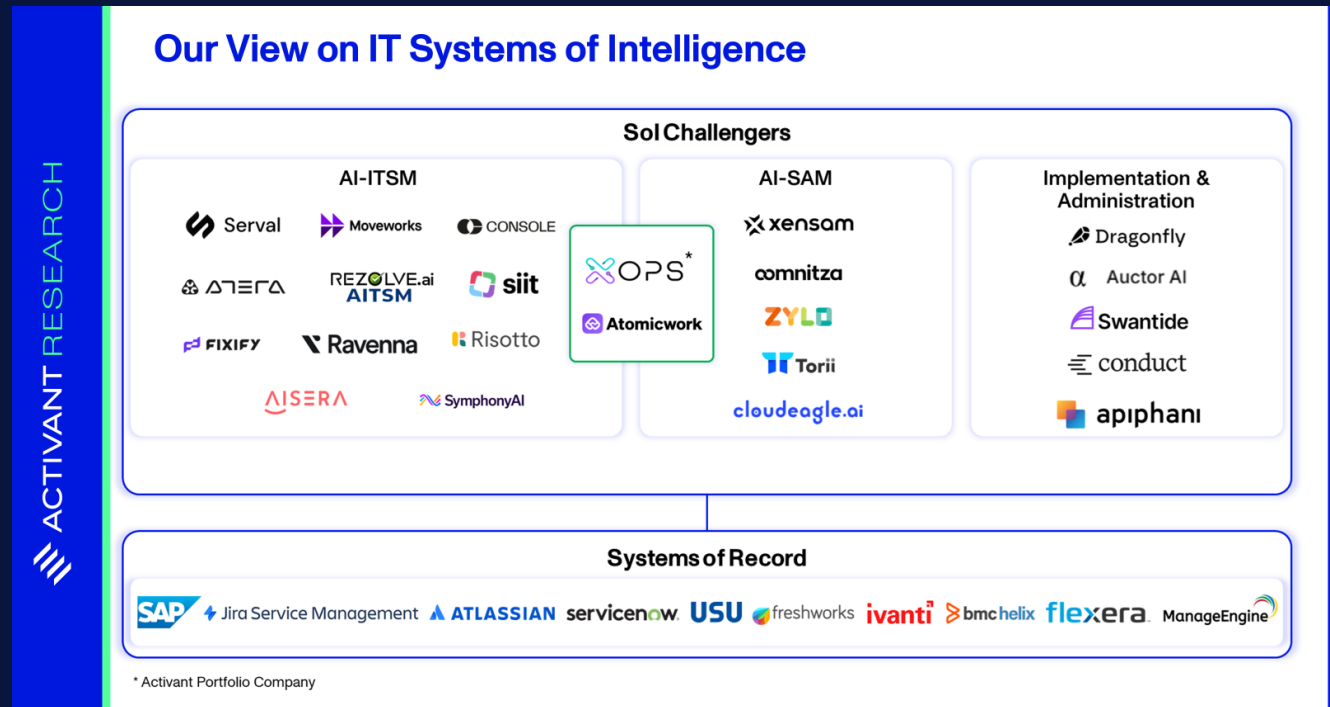 Our View on IT Systems of Intelligence
ACTIVANT RESEARCH
SoI Challengers
AI-ITSM
Serval
Moveworks
CONSOLE
ATERA
REZOLVE.ai
AITSM
siit
FIXIFY
Ravenna
Risotto
AISERA
SymphonyAI
XOPS*
Atomicwork
AI-SAM
xensam
oomnitza
ZYLO
Torii
cloudeagle.ai
Implementation &
Administration
Dragonfly
α Auctor AI
Swantide
conduct
apiphani
Systems of Record
SAP Jira Service Management ATLASSIAN servicenow. USU freshworks ivanti bmc helix flexera ManageEngine
* Activant Portfolio Company